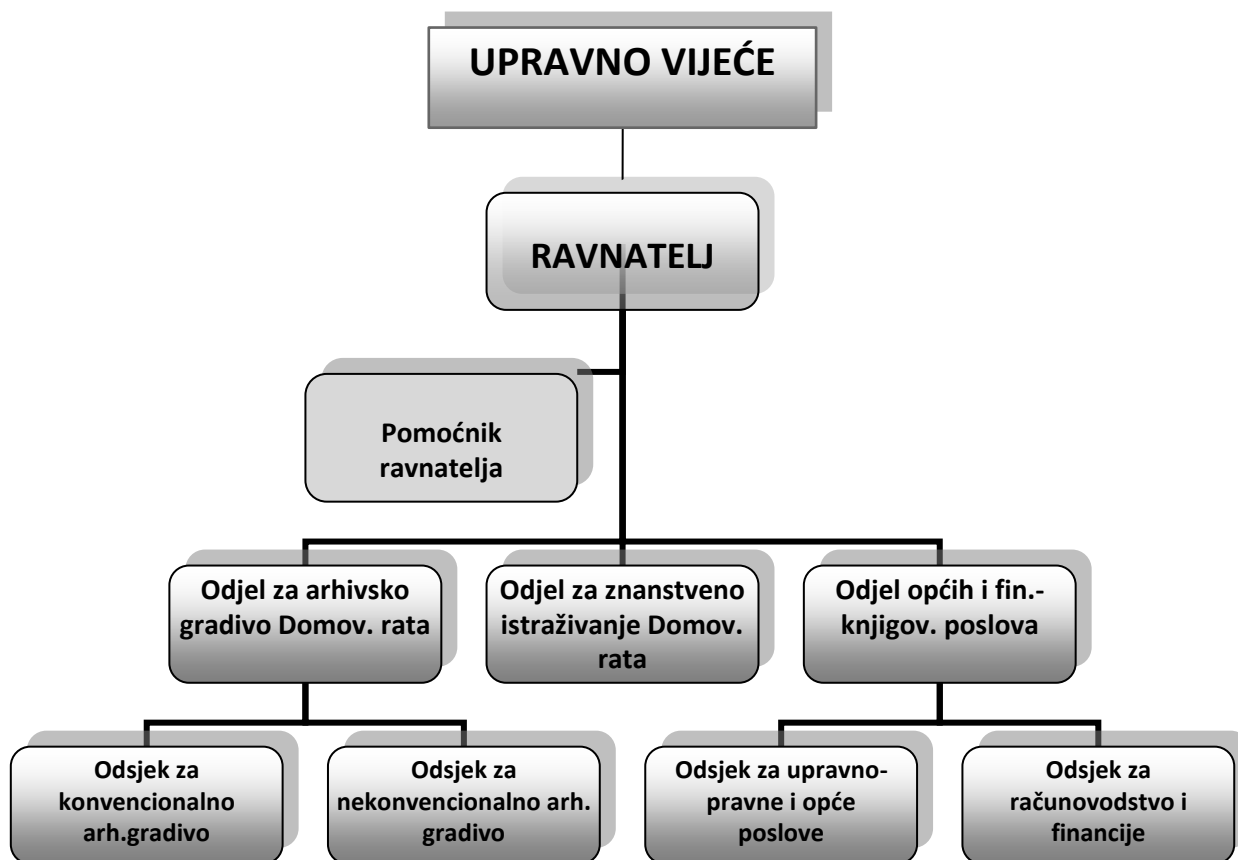 UPRAVNO VIJEĆE
RAVNATELJ
Pomoćnik
ravnatelja
Odjel za arhivsko
gradivo Domov. rata
Odjel za znanstveno
istraživanje Domov.
rata
Odjel općih i fin.-
knjigov. poslova
Odsjek za
konvencionalno
arh.gradivo
Odsjek za
nekonvencionalno arh.
gradivo
Odsjek za upravno-
pravne i opće
poslove
Odsjek za
računovodstvo i
financije